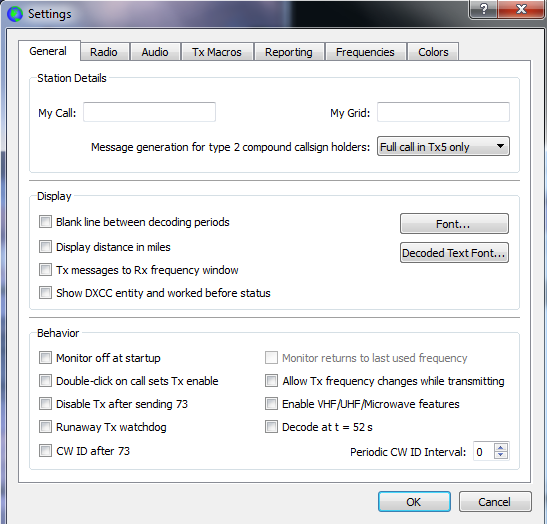 Settings
General Radio Audio Tx Macros Reporting Frequencies Colors
Station Details
My Call: My Grid:
Message generation for type 2 compound callsign holders: Full call in Tx5 only
Display
Blank line between decoding periods Font...
Display distance in miles Decoded Text Font...
Tx messages to Rx frequency window
Show DXCC entity and worked before status
Behavior
Monitor off at startup Monitor returns to last used frequency
Double-click on call sets Tx enable Allow Tx frequency changes while transmitting
Disable Tx after sending 73 Enable VHF/UHF/Microwave features
Runaway Tx watchdog Decode at t = 52 s
CW ID after 73 Periodic CW ID Interval: 0
OK Cancel